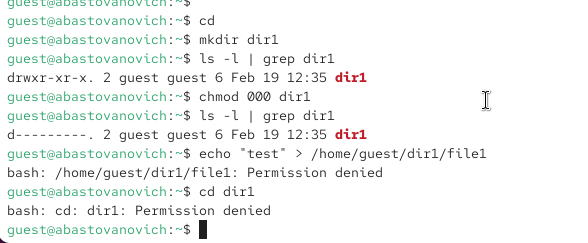 guest@abastovanovich:~$
guest@abastovanovich:~$ cd
guest@abastovanovich:~$ mkdir dir1
guest@abastovanovich:~$ ls -l | grep dir1
drwxr-xr-x. 2 guest guest 6 Feb 19 12:35 dir1
guest@abastovanovich:~$ chmod 000 dir1
guest@abastovanovich:~$ ls -l | grep dir1
d---------. 2 guest guest 6 Feb 19 12:35 dir1
guest@abastovanovich:~$ echo "test" > /home/guest/dir1/file1
bash: /home/guest/dir1/file1: Permission denied
guest@abastovanovich:~$ cd dir1
bash: cd: dir1: Permission denied
guest@abastovanovich:~$